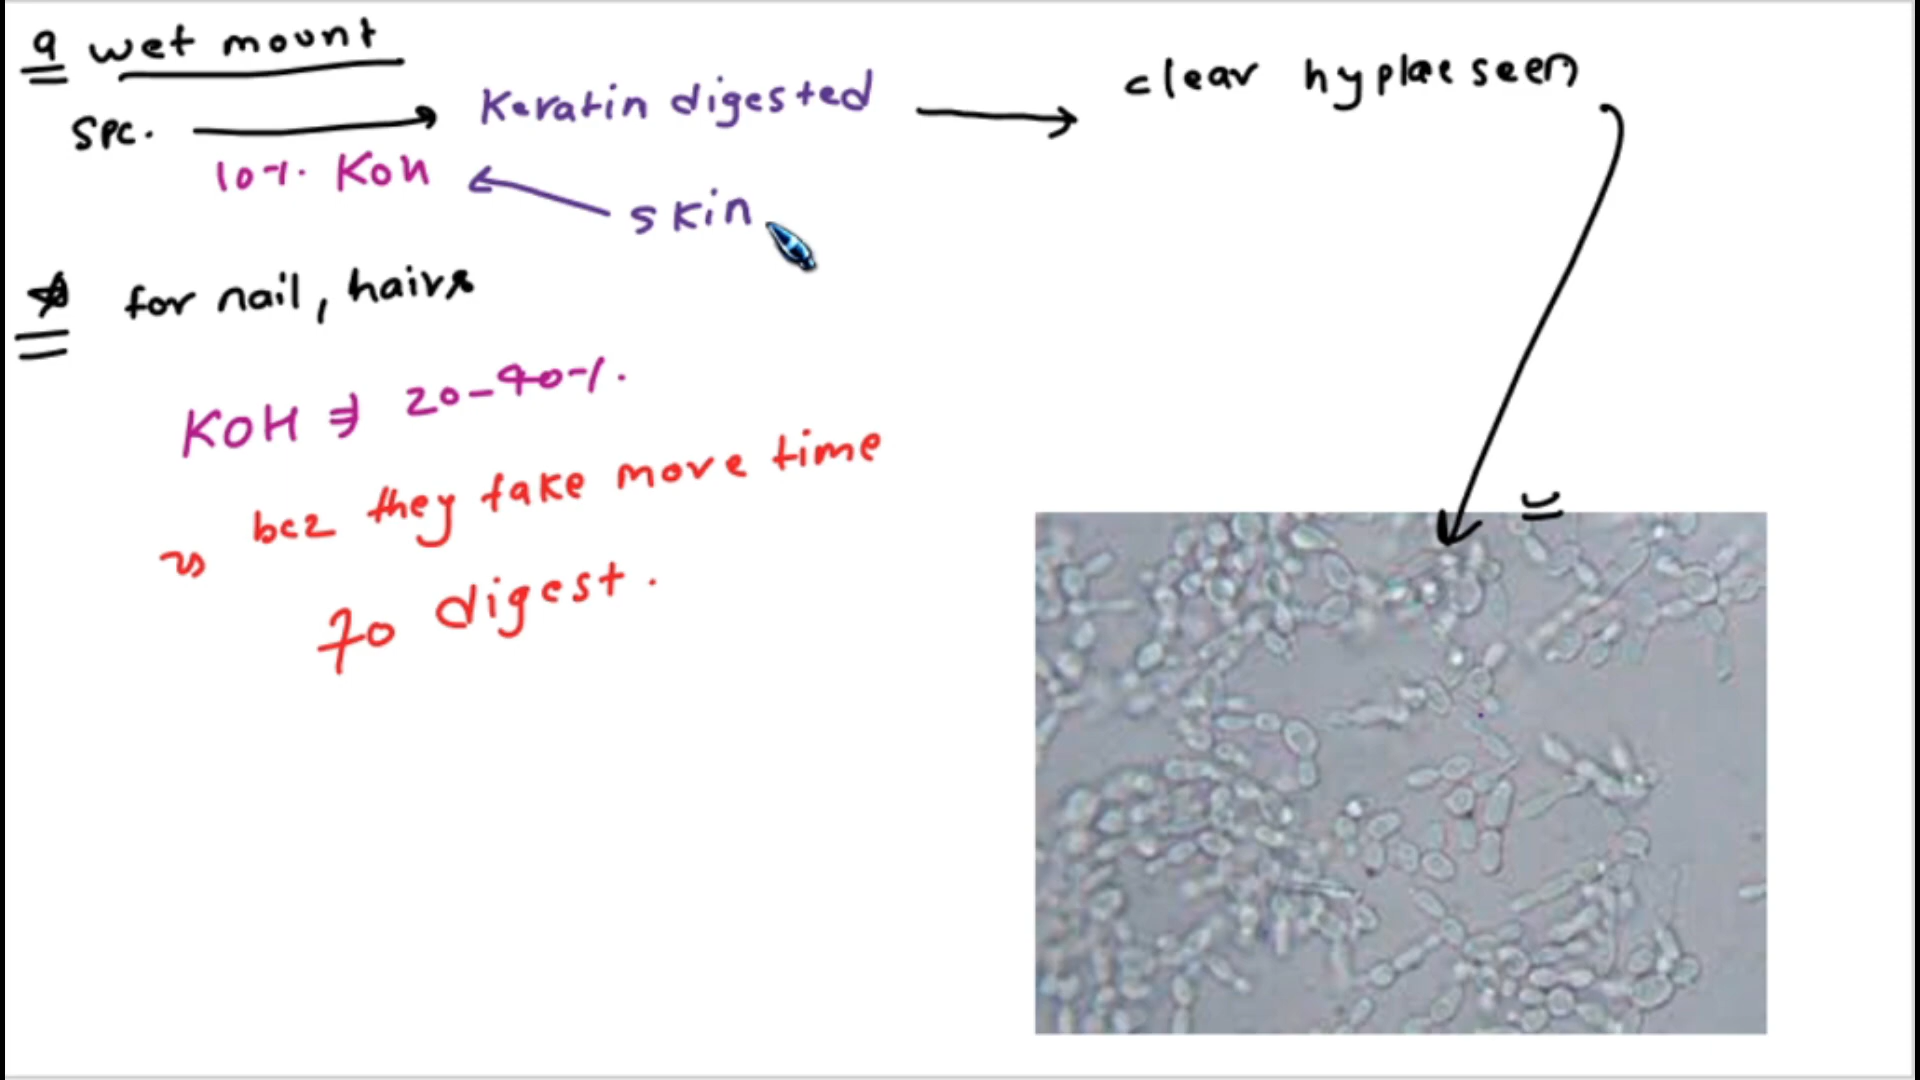 a wet mount
spc. → Keratin digested → clear hyphae seen
10%. KOH ← skin
* for nail, hairs
KOH ⇒ 20-40%.
bcz they take more time
to digest.